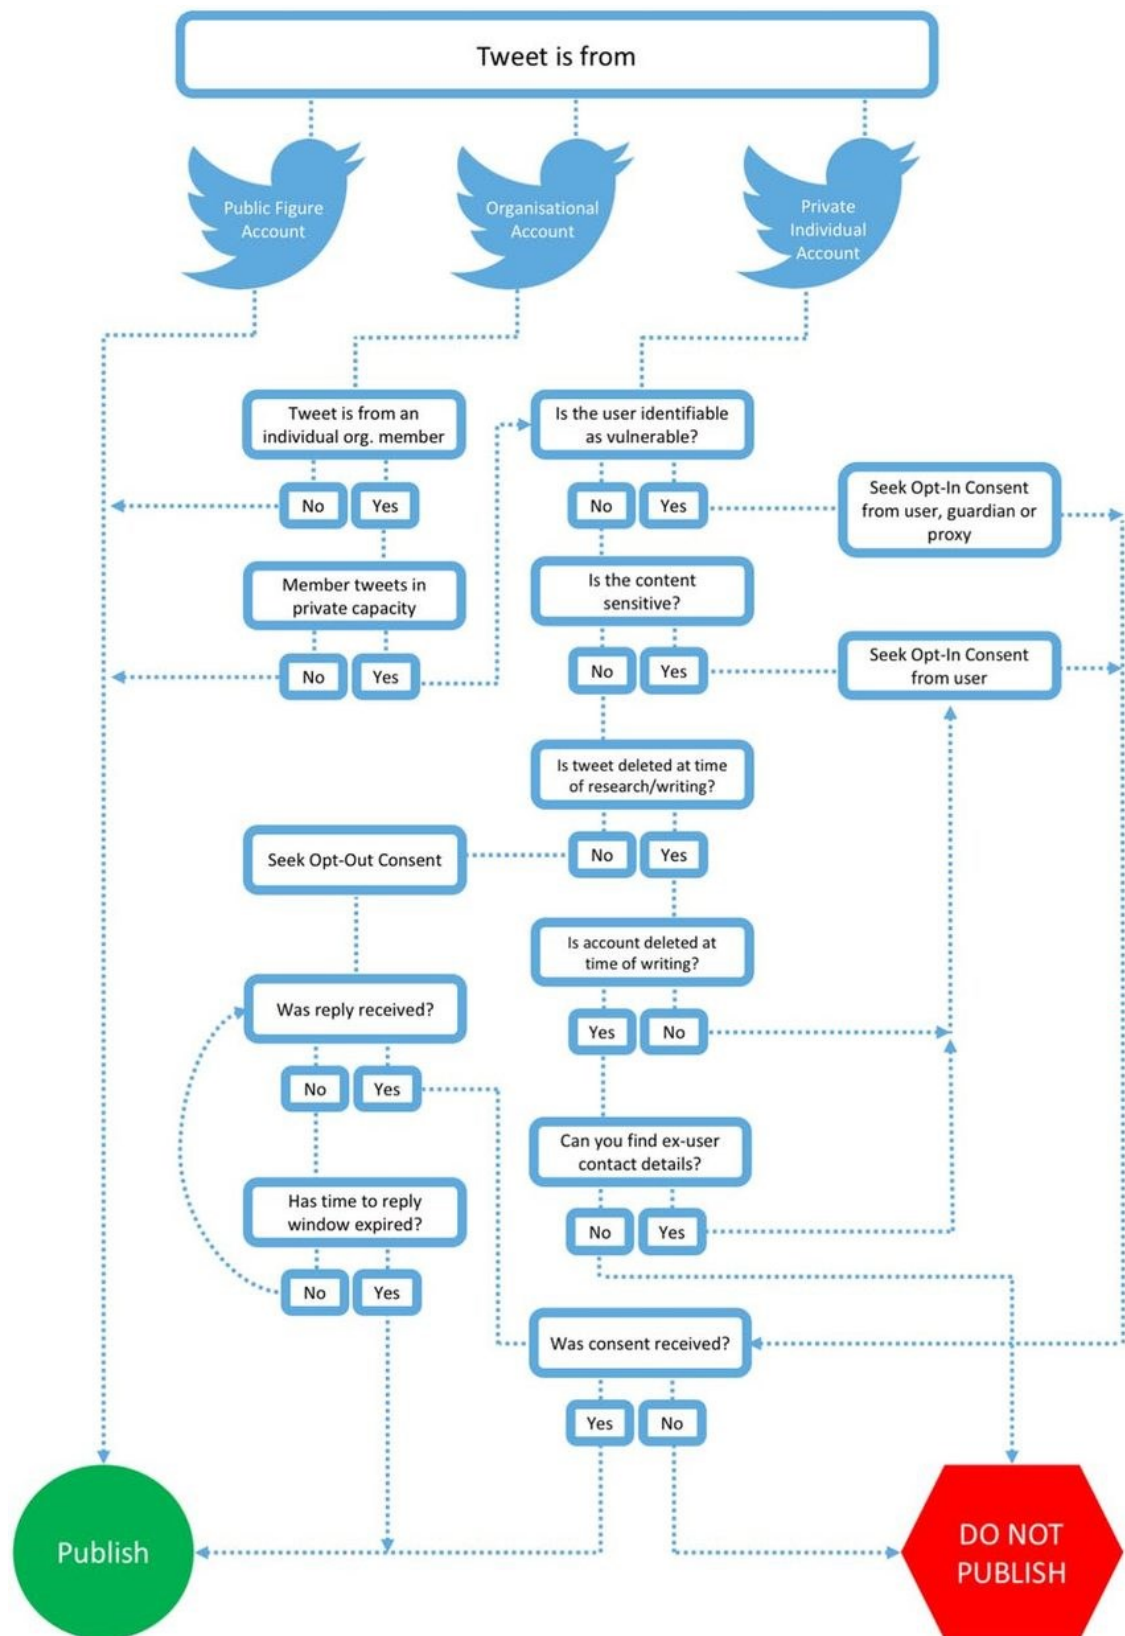 Tweet is from
Public Figure
Account
Organisational
Account
Private
Individual
Account
Tweet is from an
individual org. member
No
Yes
Member tweets in
private capacity
No
Yes
Is the user identifiable
as vulnerable?
No
Yes
Seek Opt-In Consent
from user, guardian or
proxy
Is the content
sensitive?
No
Yes
Seek Opt-In Consent
from user
Is tweet deleted at time
of research/writing?
No
Yes
Seek Opt-Out Consent
Is account deleted at
time of writing?
Yes
No
Was reply received?
No
Yes
Can you find ex-user
contact details?
No
Yes
Has time to reply
window expired?
No
Yes
Was consent received?
Yes
No
Publish
DO NOT
PUBLISH